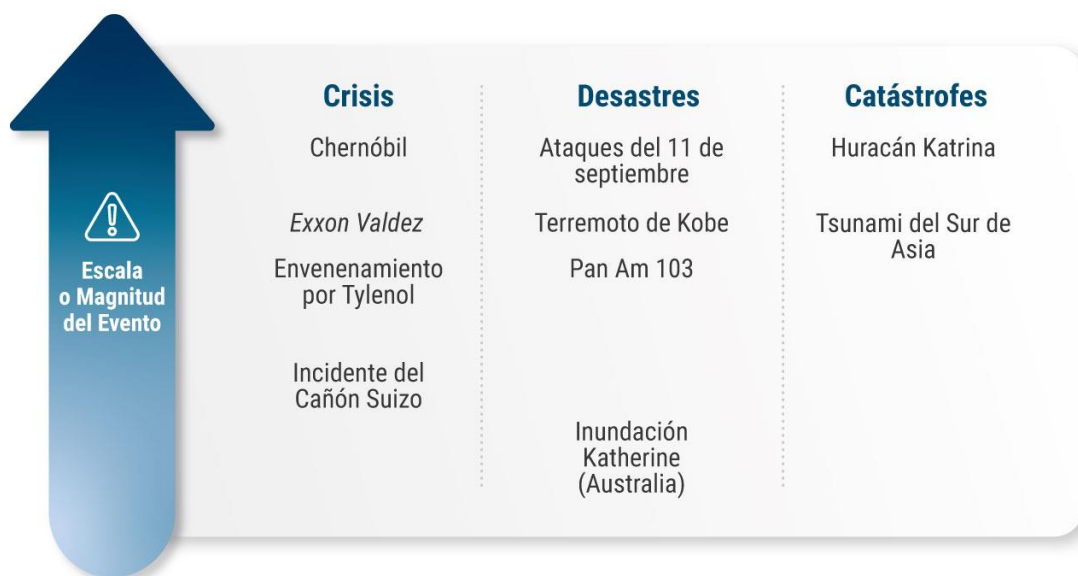 Escala
o Magnitud
del Evento
Crisis
Chernóbil
Exxon Valdez
Envenenamiento
por Tylenol
Incidente del
Cañón Suizo
Desastres
Ataques del 11 de
septiembre
Terremoto de Kobe
Pan Am 103
Inundación
Katherine
(Australia)
Catástrofes
Huracán Katrina
Tsunami del Sur de
Asia